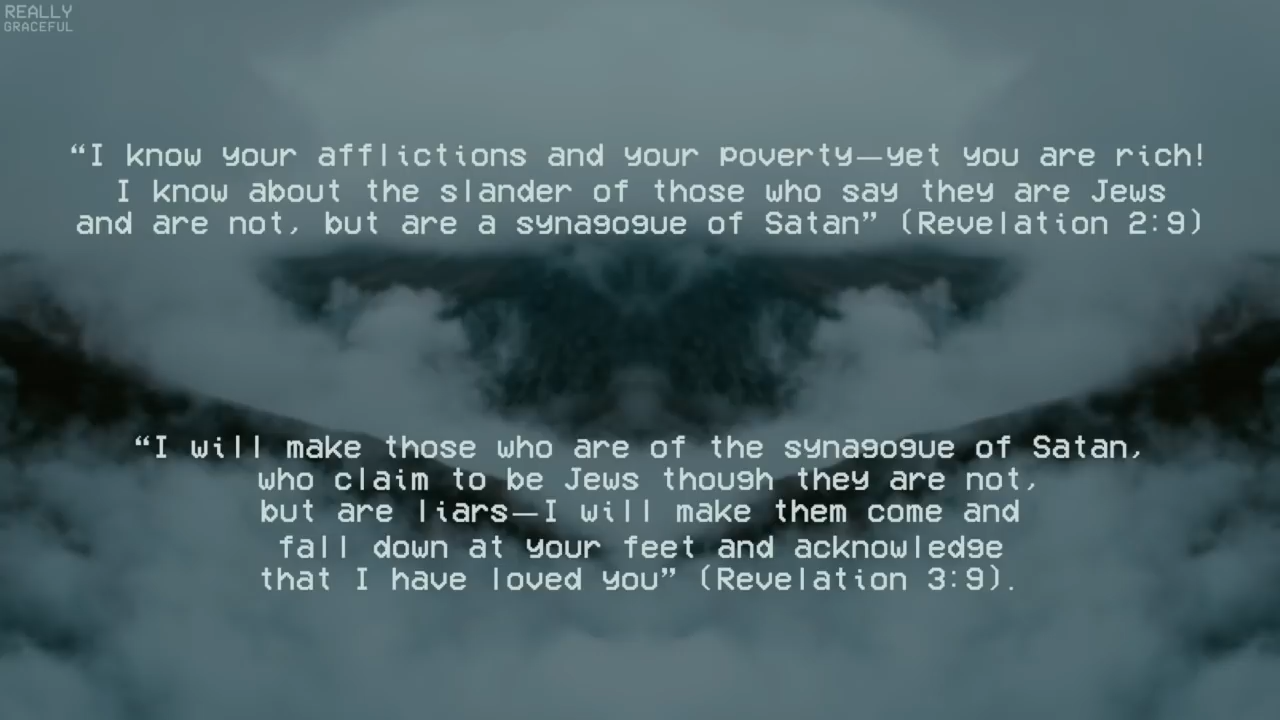 REALLY
GRACEFUL
“I know your afflictions and your poverty—yet you are rich!
I know about the slander of those who say they are Jews
and are not, but are a synagogue of Satan” (Revelation 2:9)
“I will make those who are of the synagogue of Satan,
who claim to be Jews though they are not,
but are liars—I will make them come and
fall down at your feet and acknowledge
that I have loved you” (Revelation 3:9).